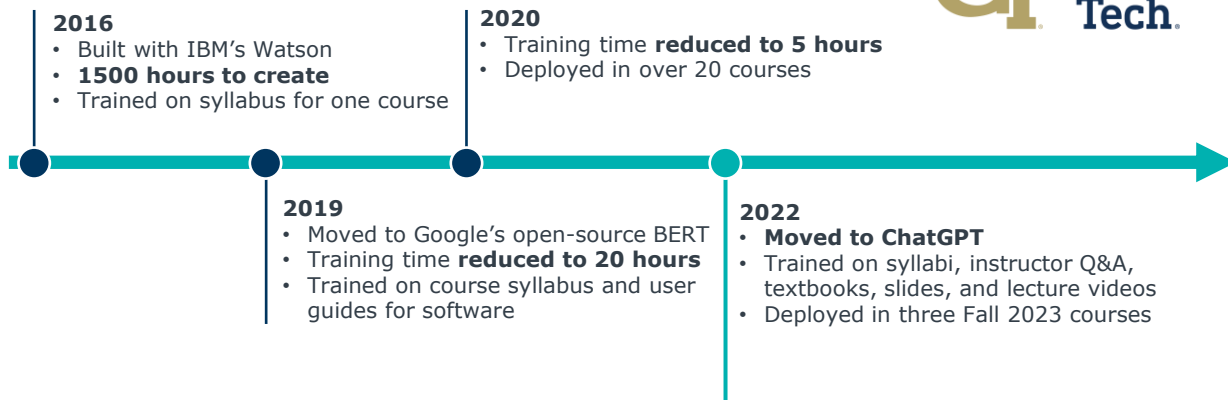 2016
• Built with IBM's Watson
• 1500 hours to create
• Trained on syllabus for one course
2020
• Training time reduced to 5 hours
• Deployed in over 20 courses
Tech.
2019
• Moved to Google's open-source BERT
• Training time reduced to 20 hours
• Trained on course syllabus and user
guides for software
2022
• Moved to ChatGPT
• Trained on syllabi, instructor Q&A,
textbooks, slides, and lecture videos
• Deployed in three Fall 2023 courses